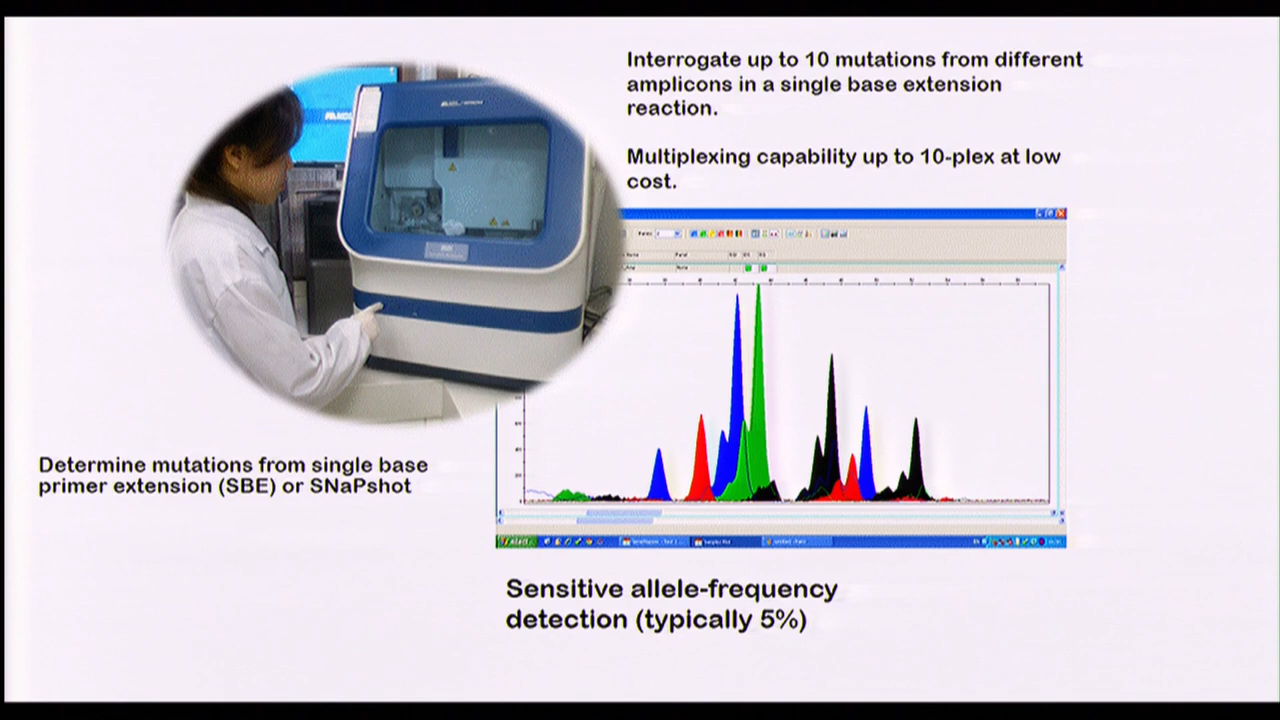 Interrogate up to 10 mutations from different
amplicons in a single base extension
reaction.
Multiplexing capability up to 10-plex at low
cost.
Determine mutations from single base
primer extension (SBE) or SNaPshot
Sensitive allele-frequency
detection (typically 5%)